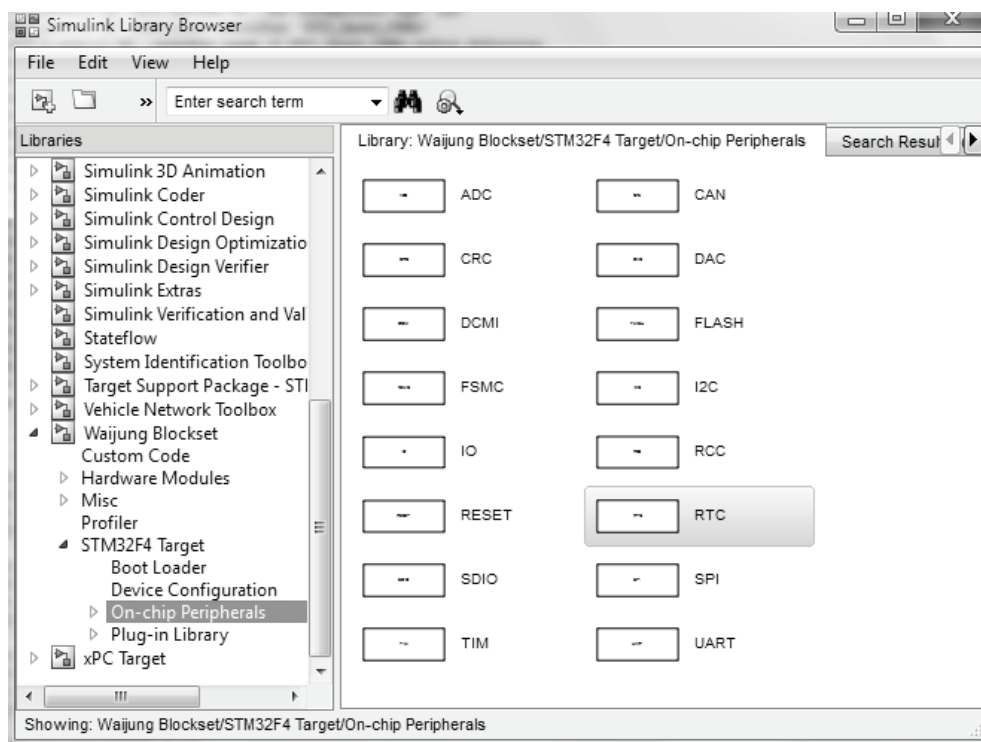 Simulink Library Browser
File Edit View Help
» Enter search term
Libraries
Library: Waijung Blockset/STM32F4 Target/On-chip Peripherals
Search Resul
Simulink 3D Animation
Simulink Coder
Simulink Control Design
Simulink Design Optimizatio
Simulink Design Verifier
Simulink Extras
Simulink Verification and Val
Stateflow
System Identification Toolbo
Target Support Package - STI
Vehicle Network Toolbox
Waijung Blockset
Custom Code
Hardware Modules
Misc
Profiler
STM32F4 Target
Boot Loader
Device Configuration
On-chip Peripherals
Plug-in Library
xPC Target
ADC CAN
CRC DAC
DCMI FLASH
FSMC I2C
IO RCC
RESET RTC
SDIO SPI
TIM UART
Showing: Waijung Blockset/STM32F4 Target/On-chip Peripherals